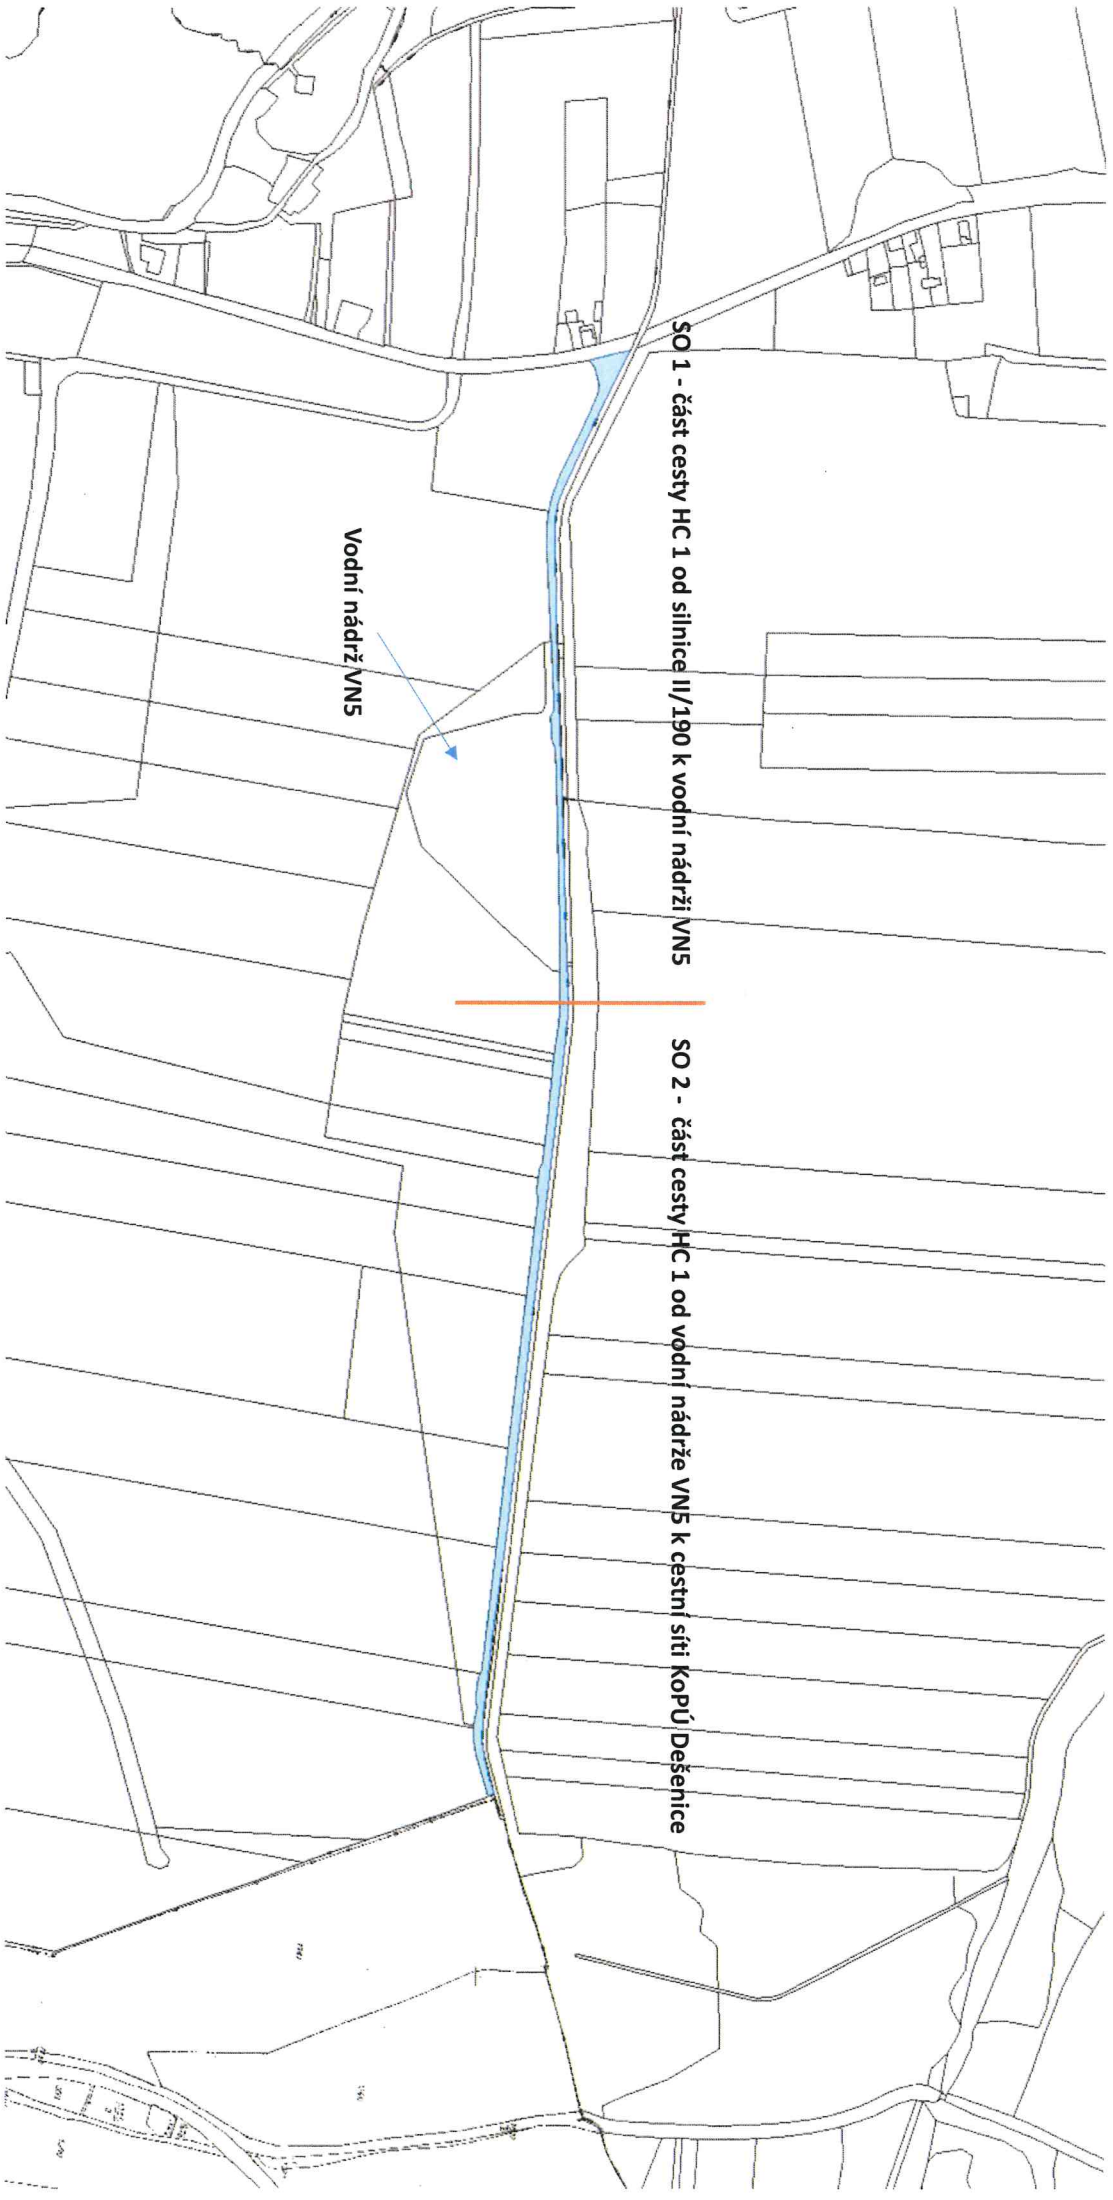 SO 1 - část cesty HC 1 od silnice II/190 k vodní nádrži VN5
SO 2 - část cesty HC 1 od vodní nádrže VN5 k cestní síti KoPÚ Dešenice
Vodní nádrž VN5